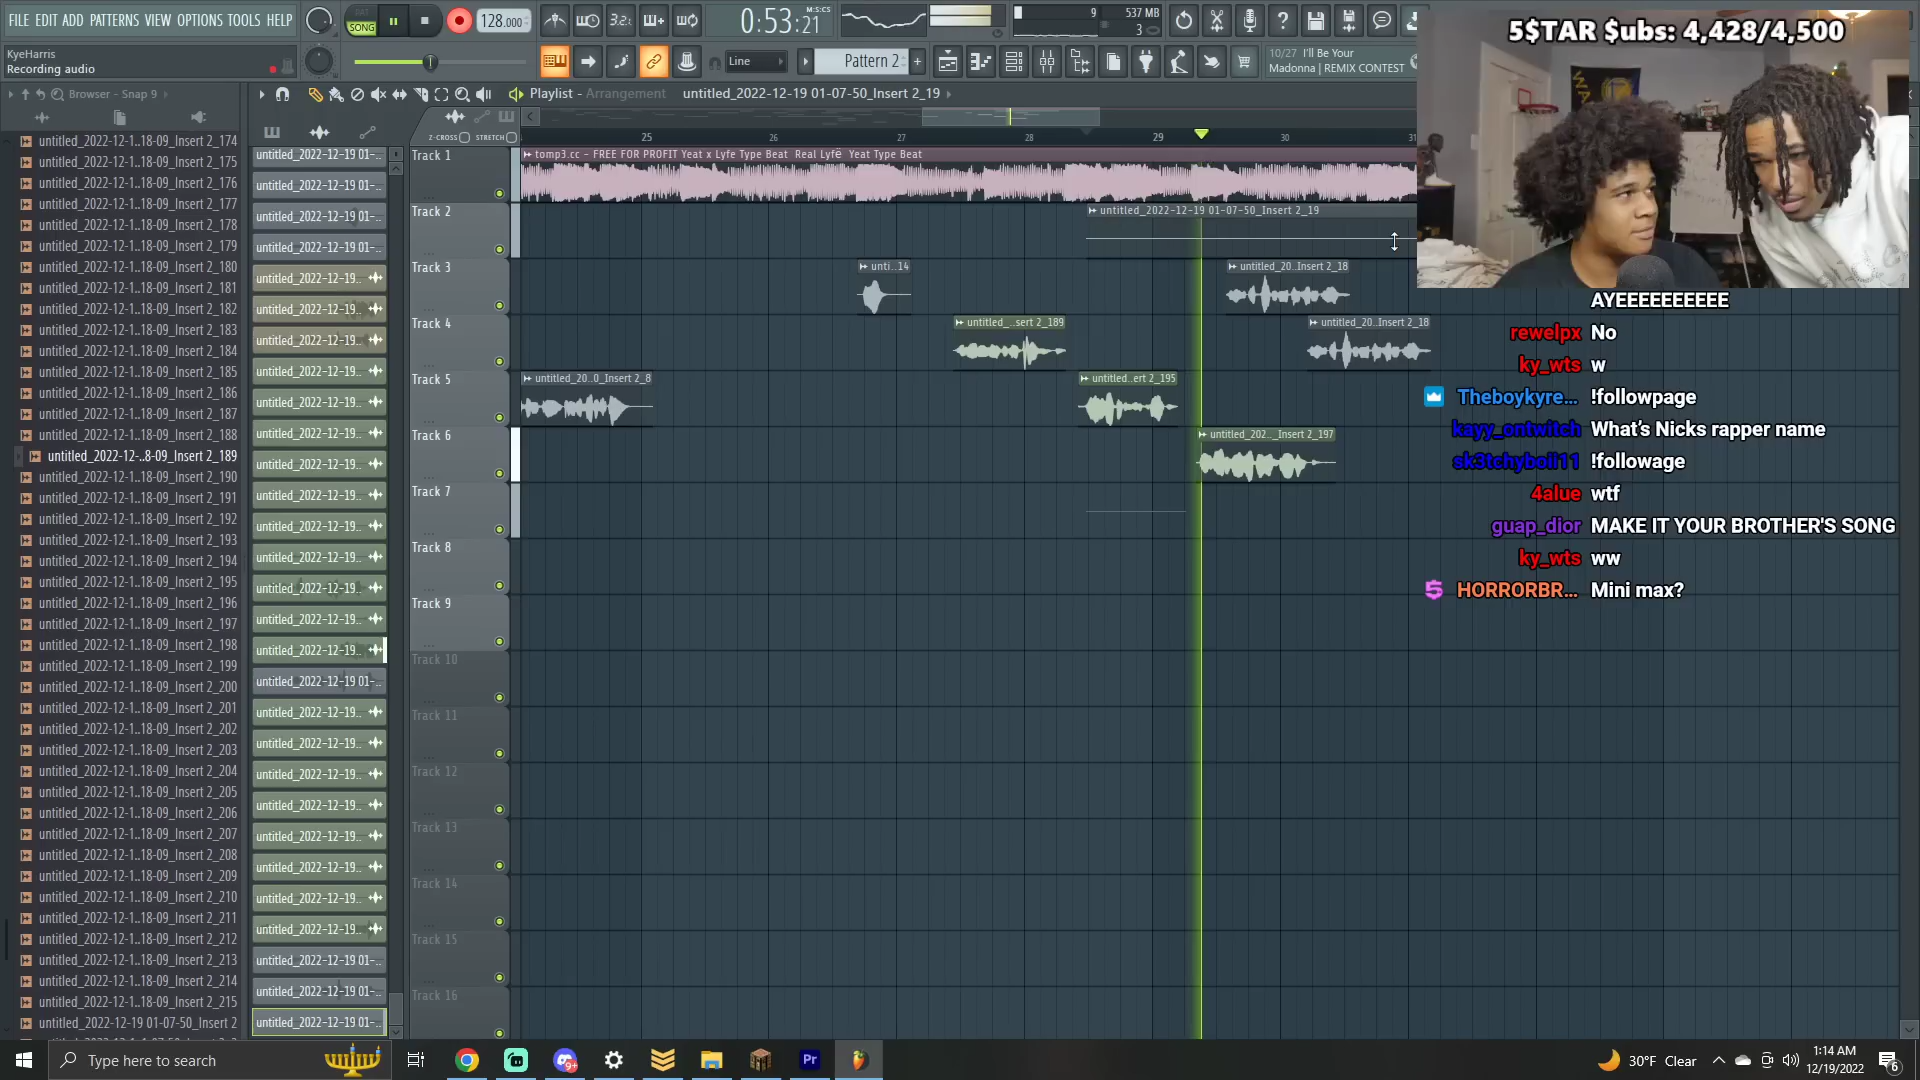 FILE EDIT ADD PATTERNS VIEW OPTIONS TOOLS HELP
SONG
128.000
3.2.
0:53:21
M:S:CS
9
537 MB
3
5$TAR $ubs: 4,428/4,500
KyeHarris
Recording audio
Line
Pattern 2
10/27 I'll Be Your
Madonna | REMIX CONTEST
Browser - Snap 9
Playlist - Arrangement
untitled_2022-12-19 01-07-50_Insert 2_19
Z-CROSS
STRETCH
25
26
27
28
29
30
31
untitled_2022-12-1..18-09_Insert 2_174
untitled_2022-12-1..18-09_Insert 2_175
untitled_2022-12-1..18-09_Insert 2_176
untitled_2022-12-1..18-09_Insert 2_177
untitled_2022-12-1..18-09_Insert 2_178
untitled_2022-12-1..18-09_Insert 2_179
untitled_2022-12-1..18-09_Insert 2_180
untitled_2022-12-1..18-09_Insert 2_181
untitled_2022-12-1..18-09_Insert 2_182
untitled_2022-12-1..18-09_Insert 2_183
untitled_2022-12-1..18-09_Insert 2_184
untitled_2022-12-1..18-09_Insert 2_185
untitled_2022-12-1..18-09_Insert 2_186
untitled_2022-12-1..18-09_Insert 2_187
untitled_2022-12-1..18-09_Insert 2_188
untitled_2022-12-..8-09_Insert 2_189
untitled_2022-12-1..18-09_Insert 2_190
untitled_2022-12-1..18-09_Insert 2_191
untitled_2022-12-1..18-09_Insert 2_192
untitled_2022-12-1..18-09_Insert 2_193
untitled_2022-12-1..18-09_Insert 2_194
untitled_2022-12-1..18-09_Insert 2_195
untitled_2022-12-1..18-09_Insert 2_196
untitled_2022-12-1..18-09_Insert 2_197
untitled_2022-12-1..18-09_Insert 2_198
untitled_2022-12-1..18-09_Insert 2_199
untitled_2022-12-1..18-09_Insert 2_200
untitled_2022-12-1..18-09_Insert 2_201
untitled_2022-12-1..18-09_Insert 2_202
untitled_2022-12-1..18-09_Insert 2_203
untitled_2022-12-1..18-09_Insert 2_204
untitled_2022-12-1..18-09_Insert 2_205
untitled_2022-12-1..18-09_Insert 2_206
untitled_2022-12-1..18-09_Insert 2_207
untitled_2022-12-1..18-09_Insert 2_208
untitled_2022-12-1..18-09_Insert 2_209
untitled_2022-12-1..18-09_Insert 2_210
untitled_2022-12-1..18-09_Insert 2_211
untitled_2022-12-1..18-09_Insert 2_212
untitled_2022-12-1..18-09_Insert 2_213
untitled_2022-12-1..18-09_Insert 2_214
untitled_2022-12-1..18-09_Insert 2_215
untitled_2022-12-19 01-07-50_Insert 2
untitled_2022-12-19 01-..
untitled_2022-12-19 01-..
untitled_2022-12-19 01-..
untitled_2022-12-19 01-..
untitled_2022-12-19..
untitled_2022-12-19..
untitled_2022-12-19..
untitled_2022-12-19..
untitled_2022-12-19..
untitled_2022-12-19..
untitled_2022-12-19..
untitled_2022-12-19..
untitled_2022-12-19..
untitled_2022-12-19..
untitled_2022-12-19..
untitled_2022-12-19..
untitled_2022-12-19..
untitled_2022-12-19 01-..
untitled_2022-12-19..
untitled_2022-12-19..
untitled_2022-12-19..
untitled_2022-12-19..
untitled_2022-12-19..
untitled_2022-12-19..
untitled_2022-12-19..
untitled_2022-12-19..
untitled_2022-12-19 01-..
untitled_2022-12-19 01-..
untitled_2022-12-19 01-..
Track 1
tomp3.cc - FREE FOR PROFIT Yeat x Lyfe Type Beat Real Lyfë Yeat Type Beat
Track 2
untitled_2022-12-19 01-07-50_Insert 2_19
Track 3
unti..14
untitled_20..Insert 2_18
Track 4
untitled_...sert 2_189
untitled_20..Insert 2_18
Track 5
untitled_20..0_Insert 2_8
untitled..ert 2_195
Track 6
untitled_202.._Insert 2_197
Track 7
Track 8
Track 9
Track 10
Track 11
Track 12
Track 13
Track 14
Track 15
Track 16
AYEEEEEEEEEE
rewelpx No
ky_wts w
Theboykyre... !followpage
kayy_ontwitch What's Nicks rapper name
sk3tchyboii11 !followage
4alue wtf
guap_dior MAKE IT YOUR BROTHER'S SONG
ky_wts ww
HORRORBR... Mini max?
Type here to search
9+
Pr
30°F Clear
1:14 AM
12/19/2022
6